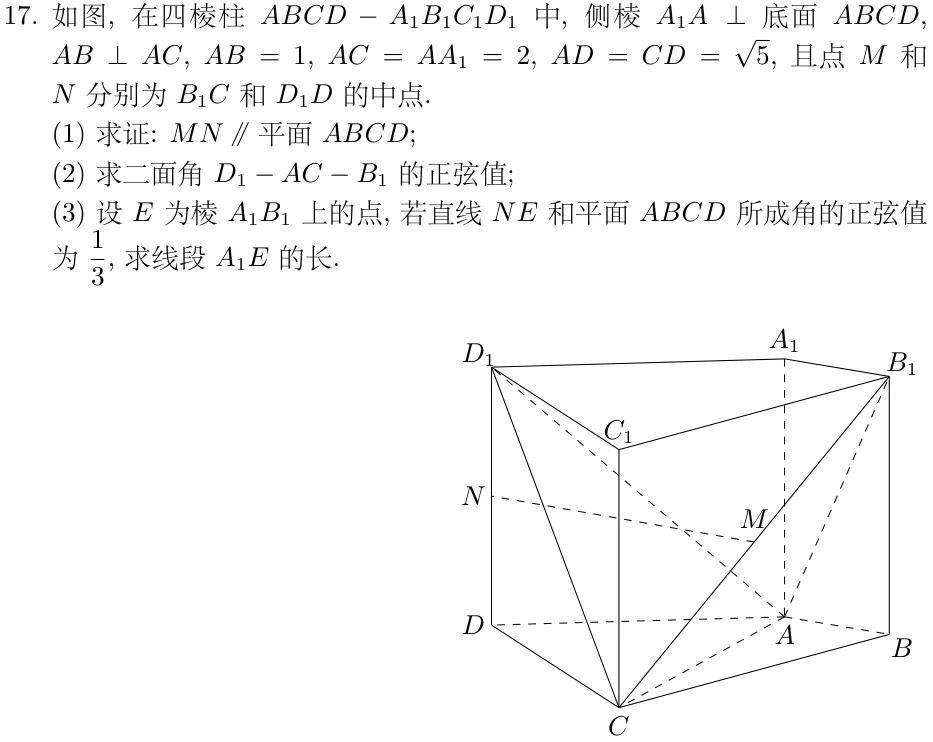 17. 如图, 在四棱柱 ABCD − A₁B₁C₁D₁ 中, 侧棱 A₁A ⊥ 底面 ABCD,
AB ⊥ AC, AB = 1, AC = AA₁ = 2, AD = CD = √5, 且点 M 和
N 分别为 B₁C 和 D₁D 的中点.
(1) 求证: MN ∥ 平面 ABCD;
(2) 求二面角 D₁ − AC − B₁ 的正弦值;
(3) 设 E 为棱 A₁B₁ 上的点, 若直线 NE 和平面 ABCD 所成角的正弦值
为 1/3, 求线段 A₁E 的长.
A₁
D₁
B₁
C₁
N
M
D
A
B
C